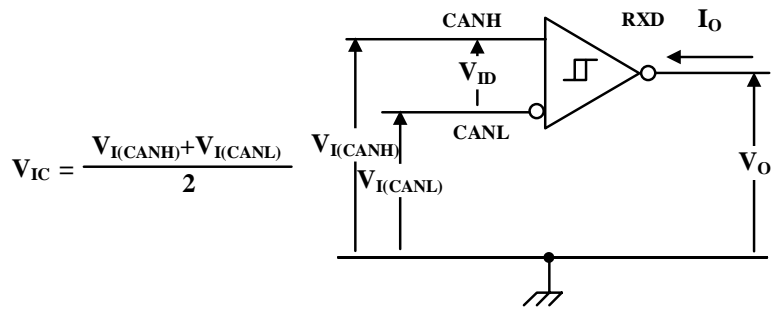 CANH
RXD
I_O
V_ID
CANL
V_IC = (V_I(CANH)+V_I(CANL))/2
V_I(CANH)
V_I(CANL)
V_O